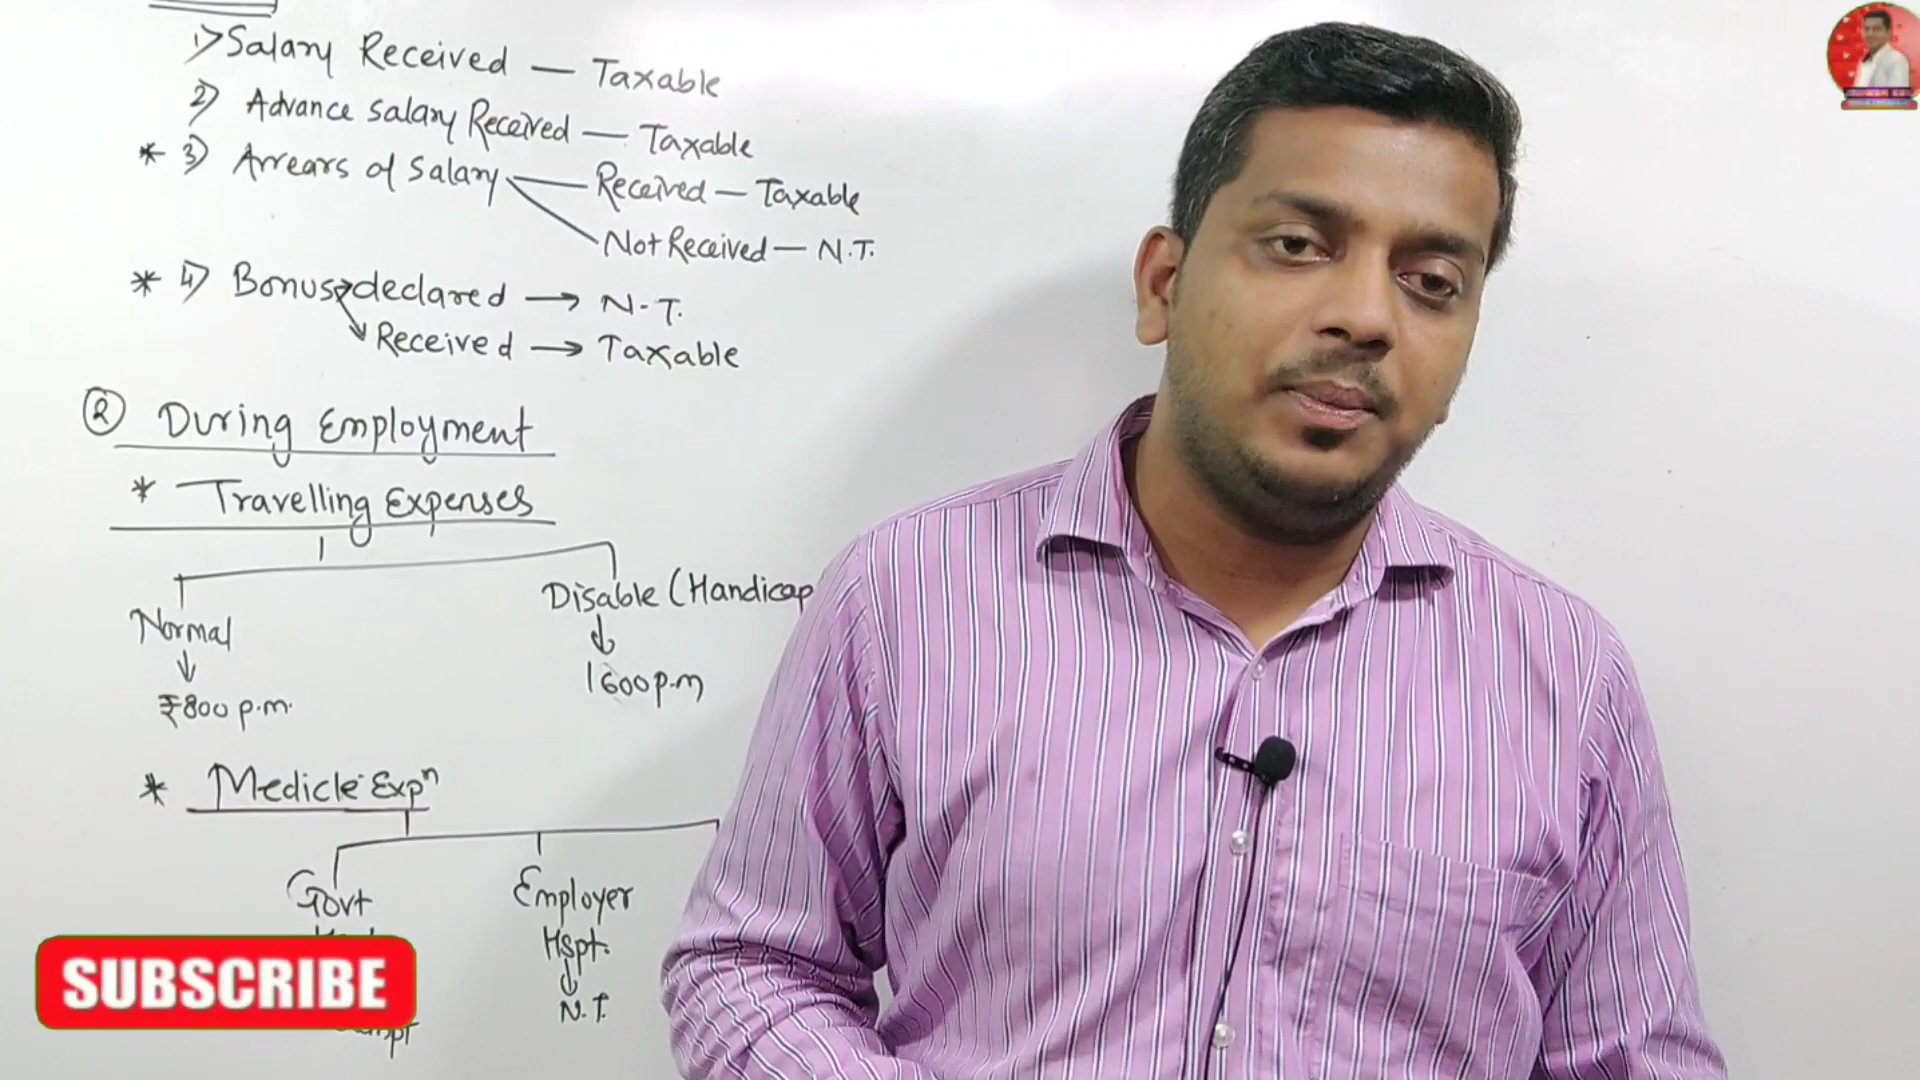 1) Salary Received — Taxable
2) Advance Salary Received — Taxable
* 3) Arrears of Salary — Received — Taxable
Not Received — N.T.
* 4) Bonus → declared → N.T.
Received → Taxable
② During Employment
* Travelling Expenses
Normal
Disable (Handicap
₹800 p.m.
1600 p.m
* Medicle Expⁿ
Govt
Employer
Hspt.
N.T.
SUBSCRIBE